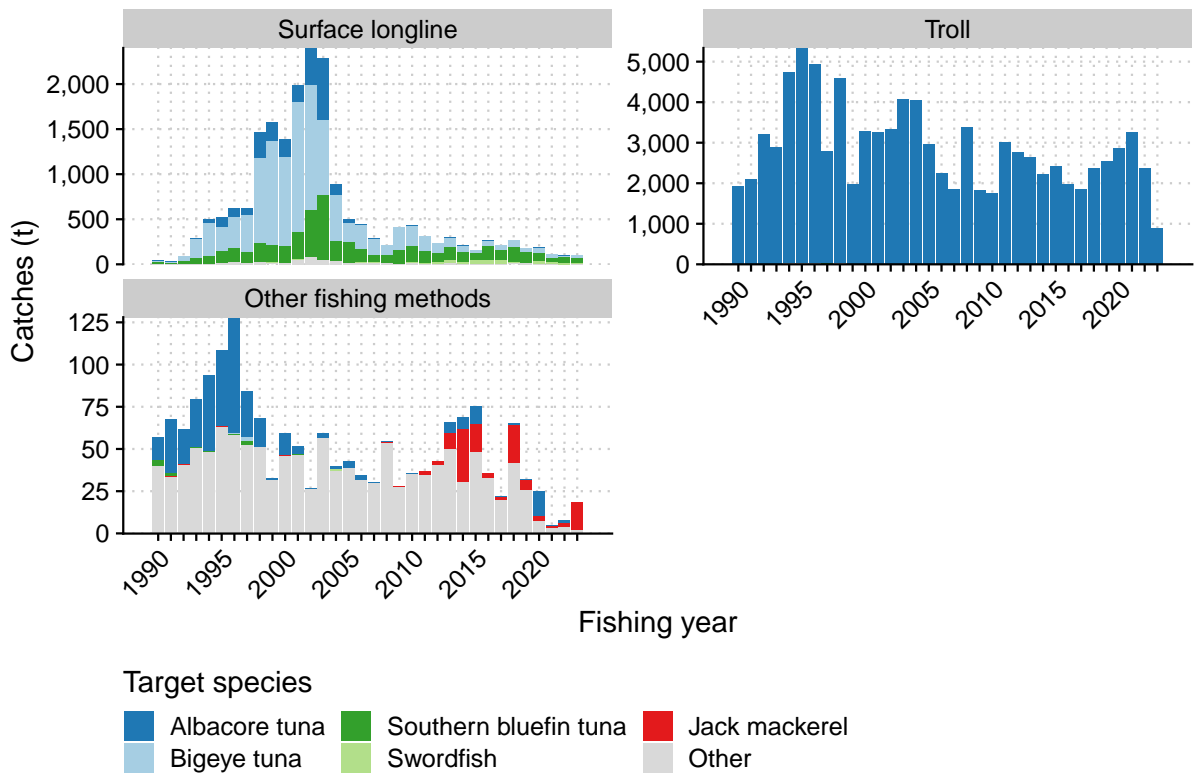 Surface longline
Troll
Catches (t)
2,000
1,500
1,000
500
0
5,000
4,000
3,000
2,000
1,000
0
1990
1995
2000
2005
2010
2015
2020
Other fishing methods
125
100
75
50
25
0
1990
1995
2000
2005
2010
2015
2020
Fishing year
Target species
Albacore tuna
Southern bluefin tuna
Jack mackerel
Bigeye tuna
Swordfish
Other